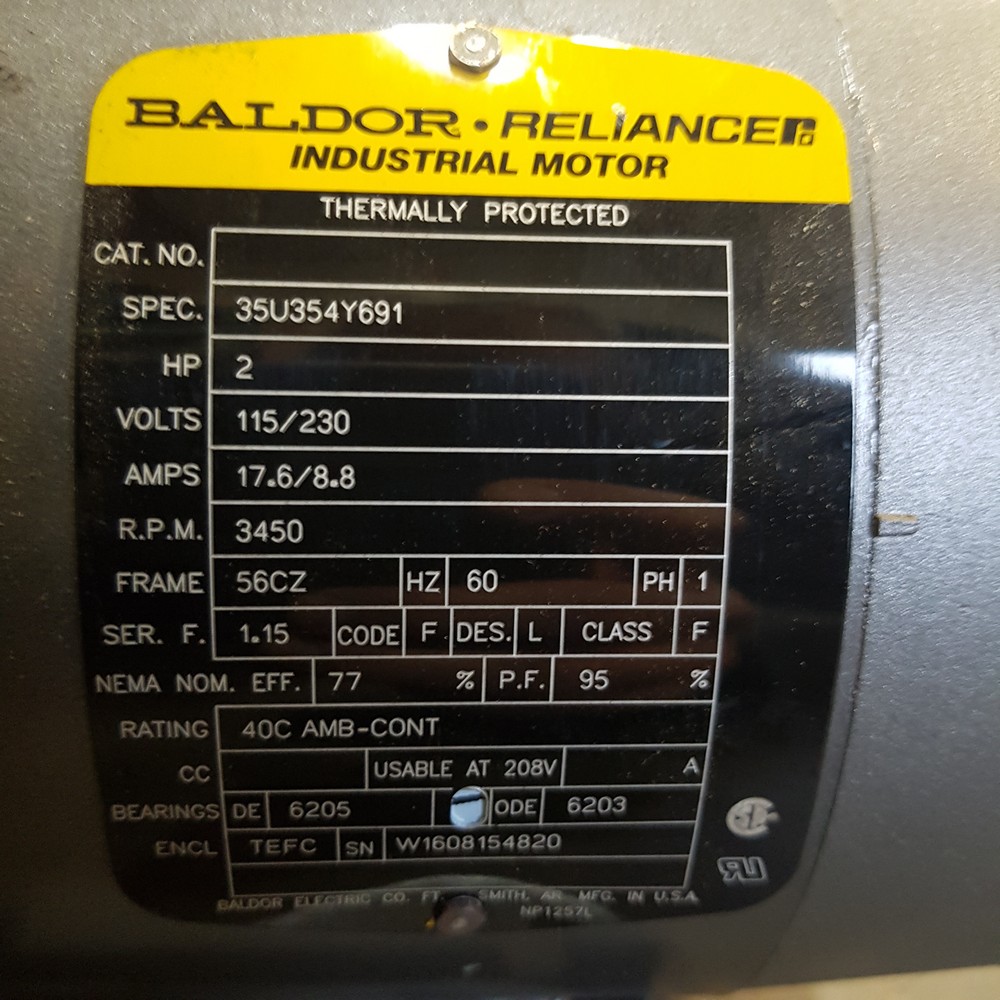 BALDOR • RELIANCER
INDUSTRIAL MOTOR
THERMALLY PROTECTED
CAT. NO.
SPEC. 35U354Y691
HP 2
VOLTS 115/230
AMPS 17.6/8.8
R.P.M. 3450
FRAME 56CZ HZ 60 PH 1
SER. F. 1.15 CODE F DES. L CLASS F
NEMA NOM. EFF. 77 % P.F. 95 %
RATING 40C AMB-CONT
CC USABLE AT 208V A
BEARINGS DE 6205 ODE 6203
ENCL TEFC SN W1608154820
BALDOR ELECTRIC CO. FT. SMITH, AR. MFG. IN U.S.A.
NP1257L